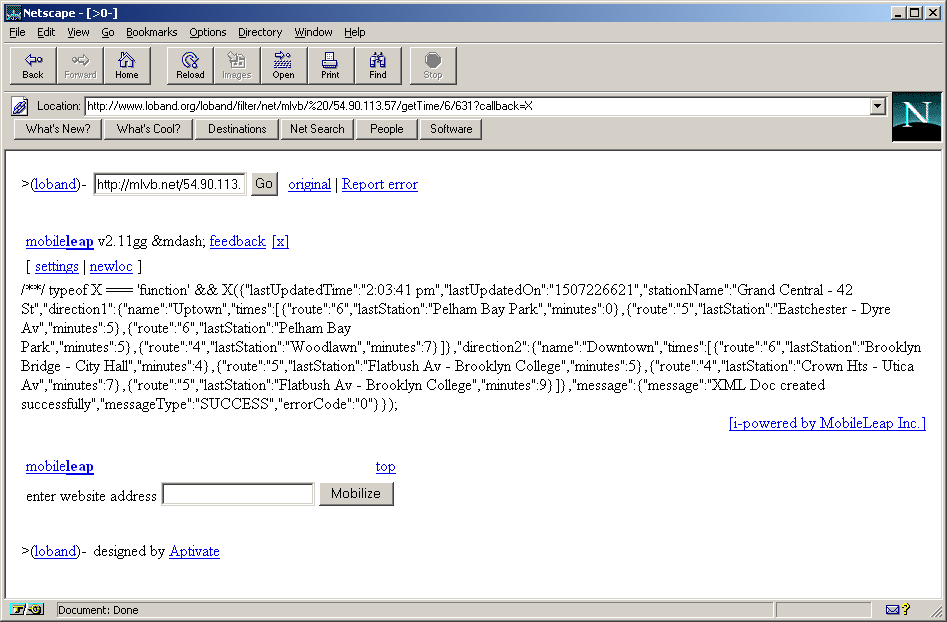 Netscape - [>0-]
File Edit View Go Bookmarks Options Directory Window Help
Back Forward Home Reload Images Open Print Find Stop
Location: http://www.loband.org/loband/filter/net/mlvb/%20/54.90.113.57/getTime/6/631?callback=X
N
What's New? What's Cool? Destinations Net Search People Software
>(loband)- http://mlvb.net/54.90.113. Go original | Report error
mobileleap v2.11gg &mdash; feedback [x]
[ settings | newloc ]
/**/ typeof X === 'function' && X({"lastUpdatedTime":"2:03:41 pm","lastUpdatedOn":"1507226621","stationName":"Grand Central - 42
St","direction1":{"name":"Uptown","times":[{"route":"6","lastStation":"Pelham Bay Park","minutes":0},{"route":"5","lastStation":"Eastchester - Dyre
Av","minutes":5},{"route":"6","lastStation":"Pelham Bay
Park","minutes":5},{"route":"4","lastStation":"Woodlawn","minutes":7}]},"direction2":{"name":"Downtown","times":[{"route":"6","lastStation":"Brooklyn
Bridge - City Hall","minutes":4},{"route":"5","lastStation":"Flatbush Av - Brooklyn College","minutes":5},{"route":"4","lastStation":"Crown Hts - Utica
Av","minutes":7},{"route":"5","lastStation":"Flatbush Av - Brooklyn College","minutes":9}]},"message":{"message":"XML Doc created
successfully","messageType":"SUCCESS","errorCode":"0"}});
[i-powered by MobileLeap Inc.]
mobileleap top
enter website address Mobilize
>(loband)- designed by Aptivate
Document: Done